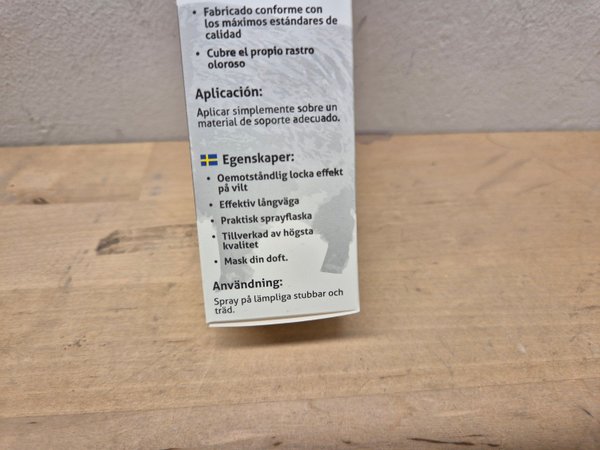 • Fabricado conforme con
los máximos estándares de
calidad
• Cubre el propio rastro
oloroso
Aplicación:
Aplicar simplemente sobre un
material de soporte adecuado.
Egenskaper:
• Oemotståndlig locka effekt
på vilt
• Effektiv långväga
• Praktisk sprayflaska
• Tillverkad av högsta
kvalitet
• Mask din doft.
Användning:
Spray på lämpliga stubbar och
träd.